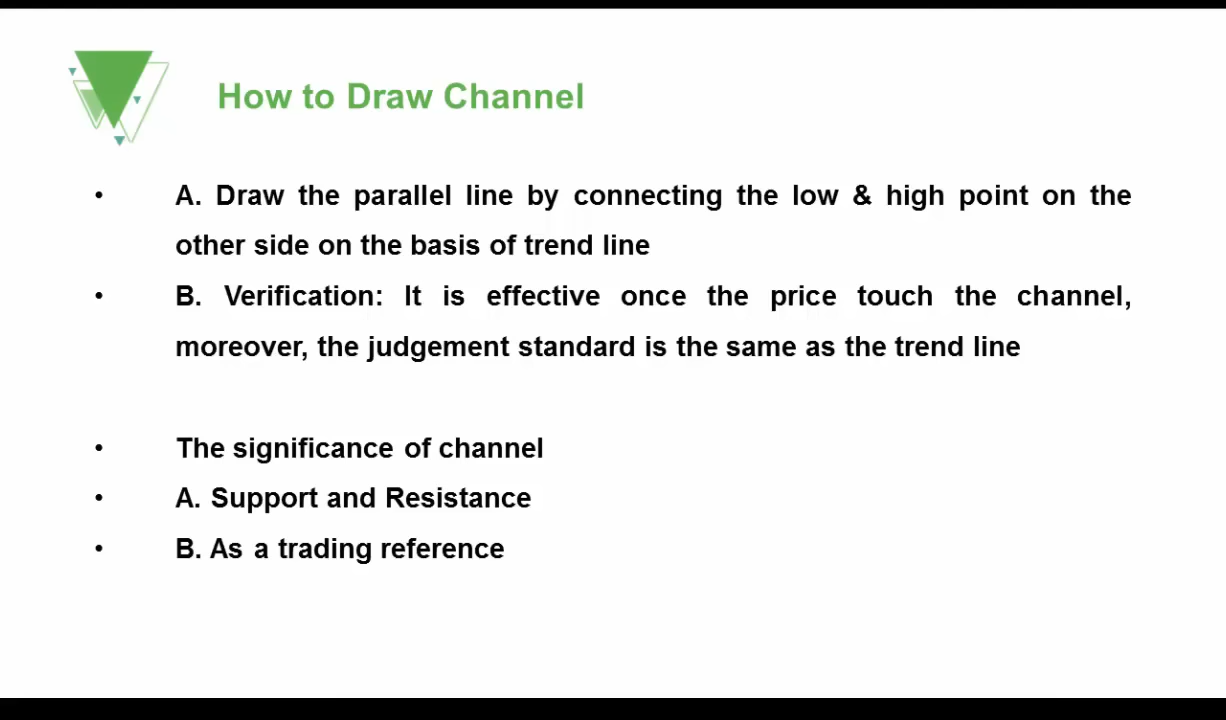 How to Draw Channel
• A. Draw the parallel line by connecting the low & high point on the
other side on the basis of trend line
• B. Verification: It is effective once the price touch the channel,
moreover, the judgement standard is the same as the trend line
• The significance of channel
• A. Support and Resistance
• B. As a trading reference